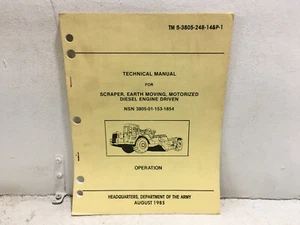 TM 5-3805-248-14&P-1
TECHNICAL MANUAL
FOR
SCRAPER, EARTH MOVING, MOTORIZED
DIESEL ENGINE DRIVEN
NSN 3805-01-153-1854
OPERATION
HEADQUARTERS, DEPARTMENT OF THE ARMY
AUGUST 1985